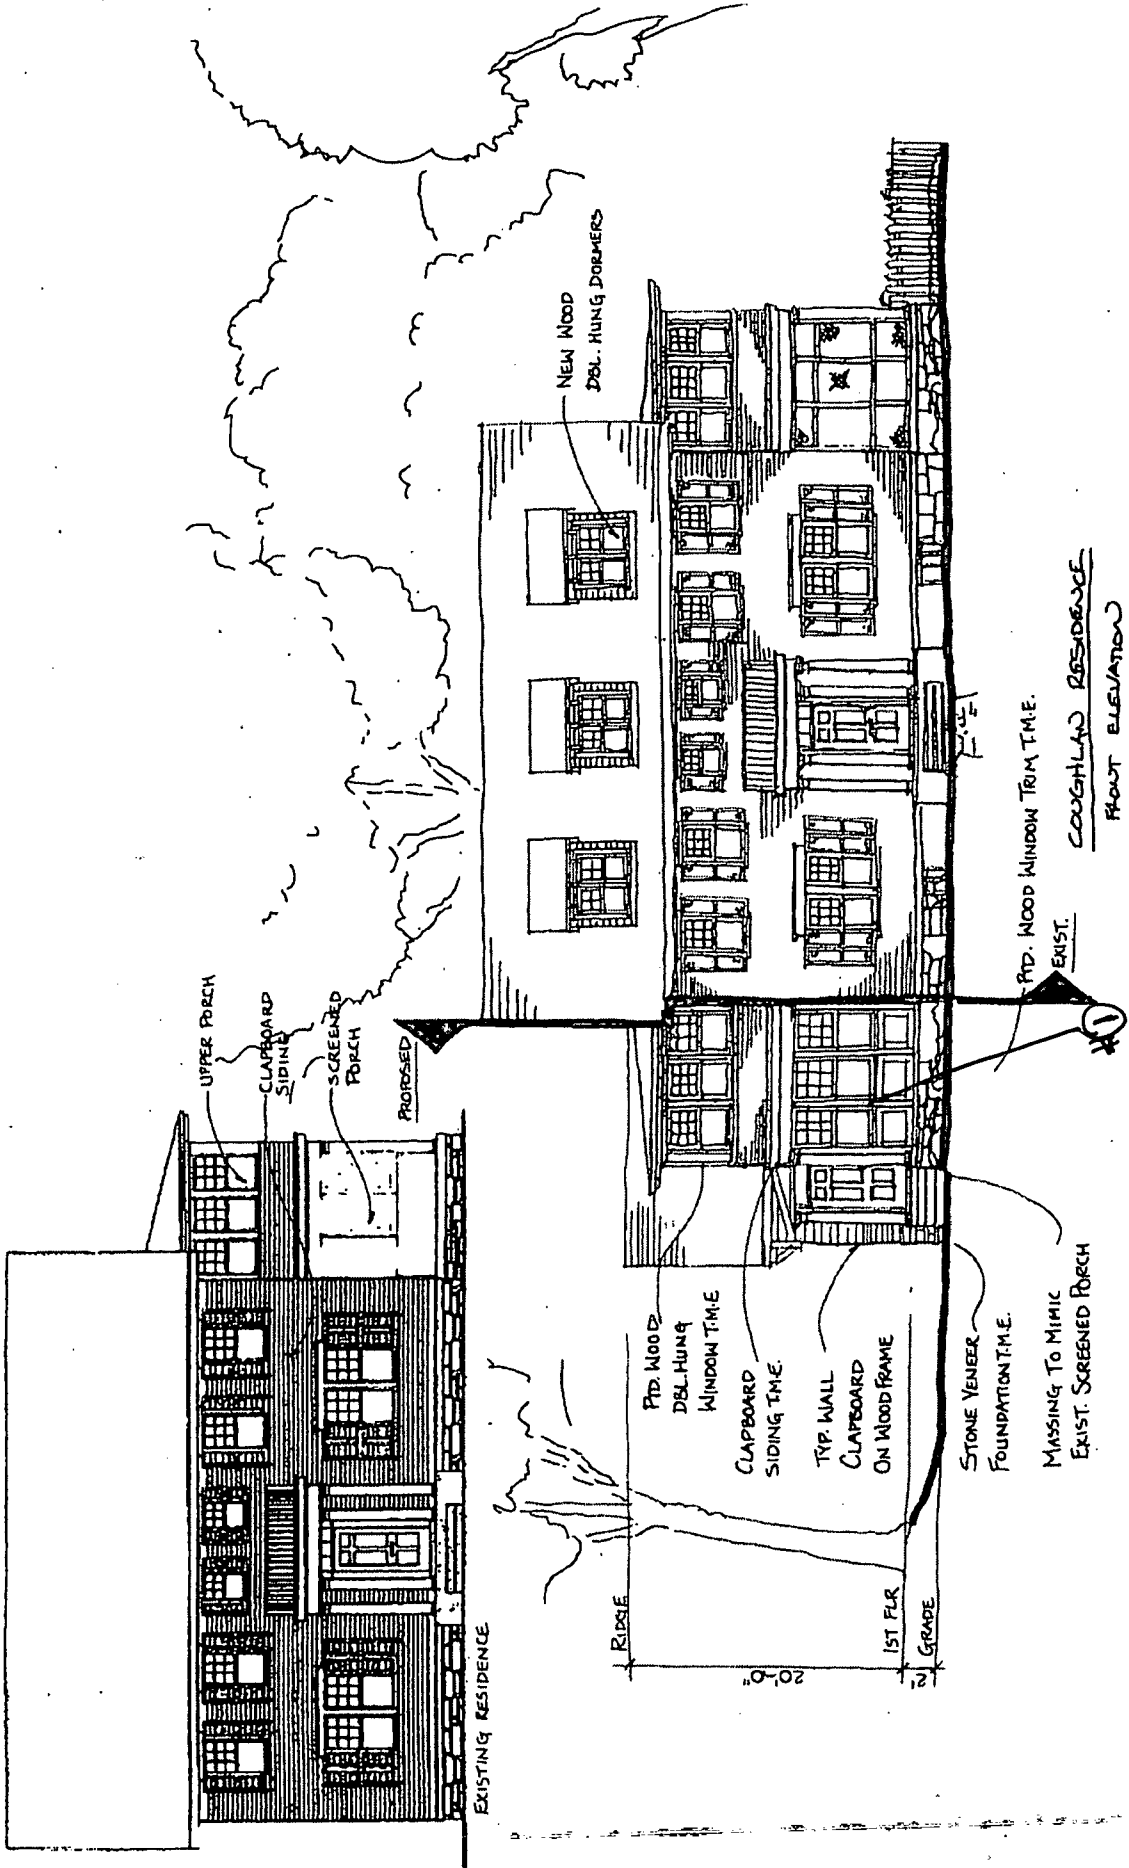 UPPER PORCH
CLAPBOARD
SIDING
SCREENED
PORCH
EXISTING RESIDENCE
PROPOSED
NEW WOOD
DBL. HUNG DORMERS
RIDGE
20'-0"
1ST FLR
2'
GRADE
PTD. WOOD
DBL. HUNG
WINDOW T.M.E
CLAPBOARD
SIDING T.M.E.
TYP. WALL
CLAPBOARD
ON WOOD FRAME
STONE VENEER
FOUNDATION T.M.E.
MASSING TO MIMIC
EXIST. SCREENED PORCH
PTD. WOOD WINDOW TRIM T.M.E.
EXIST.
#1
COUGHLAN RESIDENCE
FRONT ELEVATION